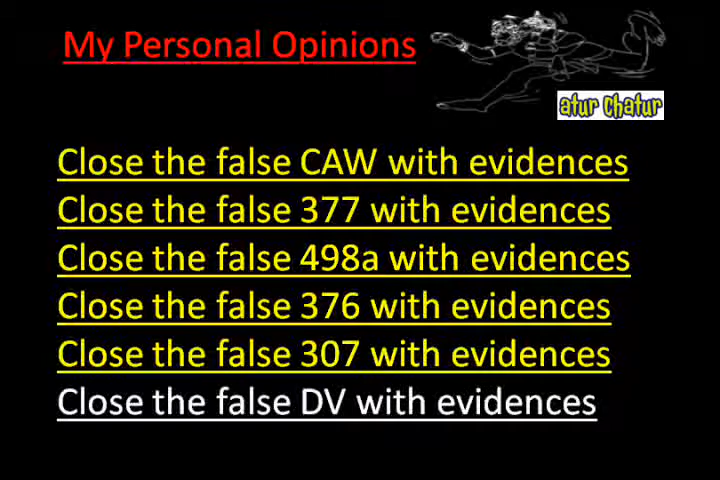 My Personal Opinions
atur chatur
Close the false CAW with evidences
Close the false 377 with evidences
Close the false 498a with evidences
Close the false 376 with evidences
Close the false 307 with evidences
Close the false DV with evidences